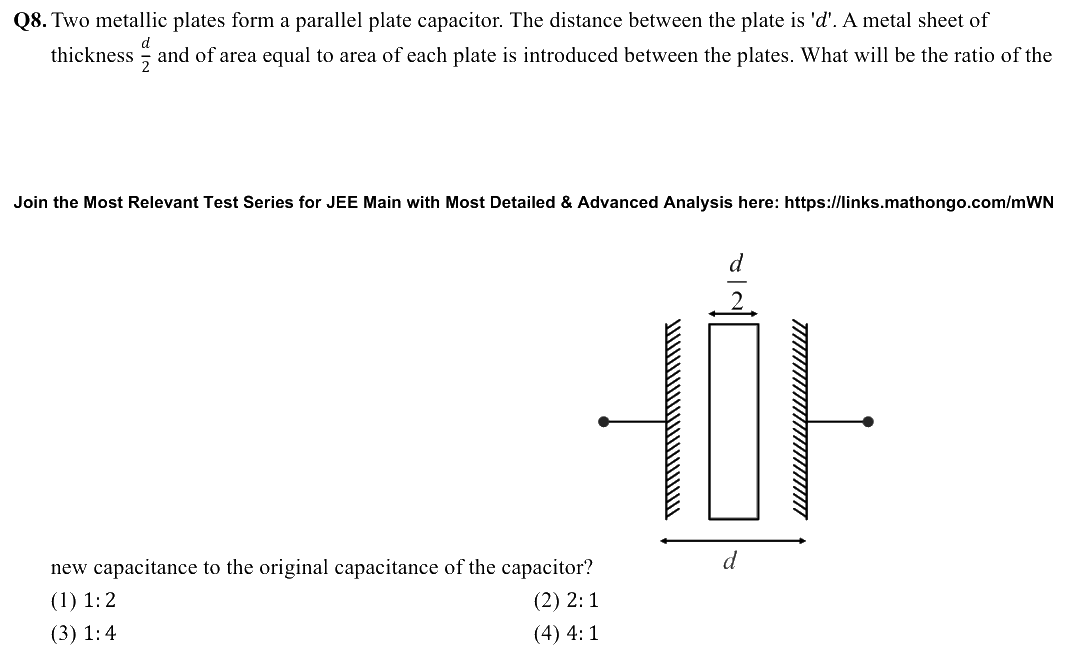 Q8. Two metallic plates form a parallel plate capacitor. The distance between the plate is 'd'. A metal sheet of
thickness d/2 and of area equal to area of each plate is introduced between the plates. What will be the ratio of the
Join the Most Relevant Test Series for JEE Main with Most Detailed & Advanced Analysis here: https://links.mathongo.com/mWN
d/2
d
new capacitance to the original capacitance of the capacitor?
(1) 1: 2 (2) 2: 1
(3) 1: 4 (4) 4: 1